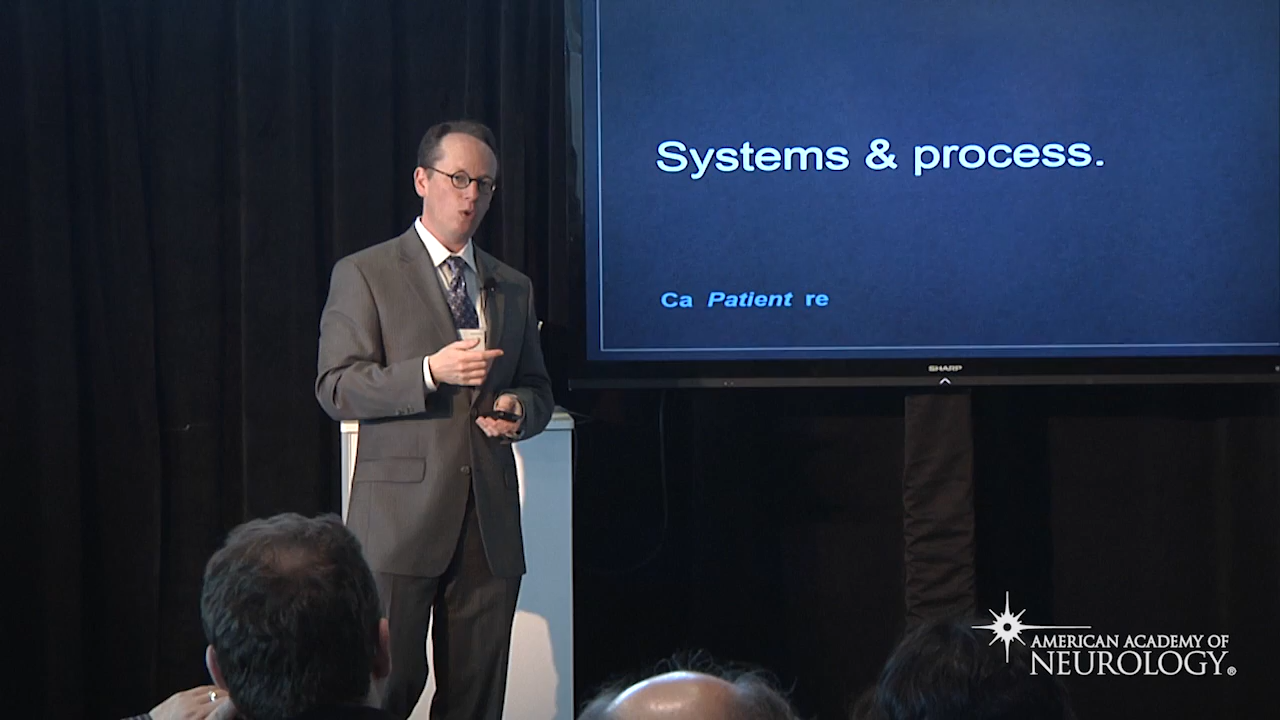 Systems & process.
Ca Patient re
SHARP
AMERICAN ACADEMY OF
NEUROLOGY®